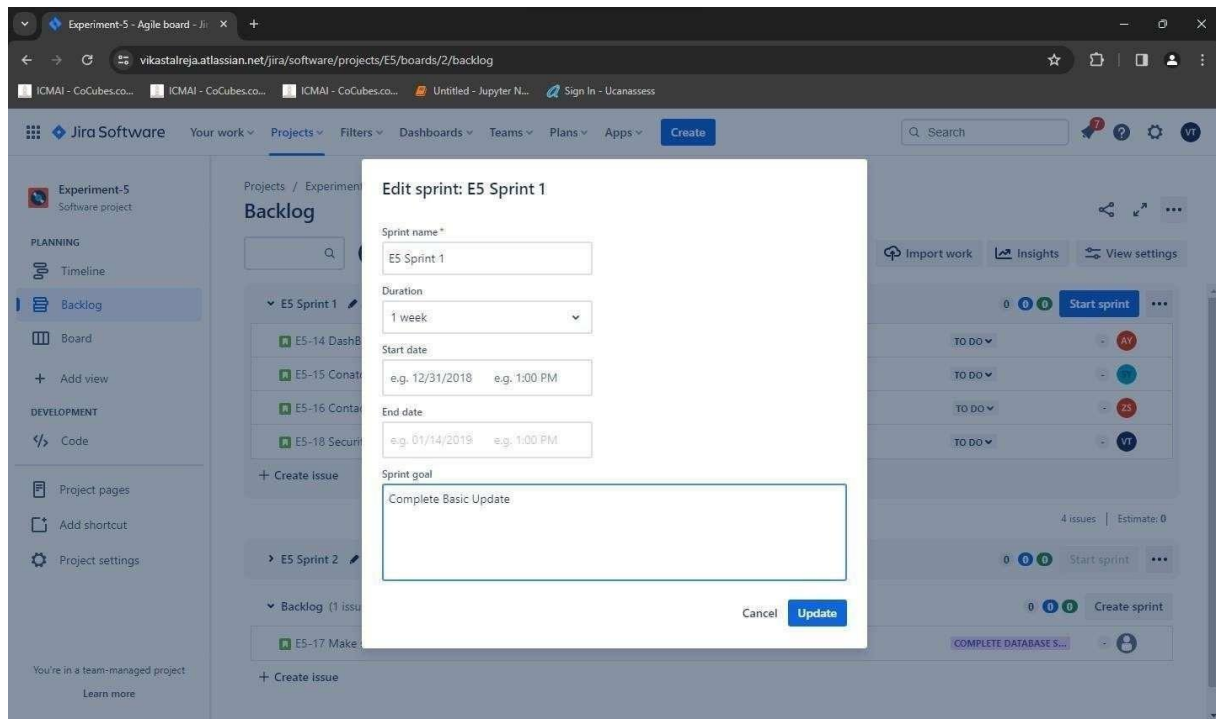 Experiment-5 - Agile board - Ji
vikastalreja.atlassian.net/jira/software/projects/E5/boards/2/backlog
ICMAI - CoCubes.co... ICMAI - CoCubes.co... ICMAI - CoCubes.co... Untitled - Jupyter N... Sign In - Ucanassess
Jira Software Your work Projects Filters Dashboards Teams Plans Apps Create Search 7 VT
Experiment-5
Software project
PLANNING
Timeline
Backlog
Board
+ Add view
DEVELOPMENT
</> Code
Project pages
Add shortcut
Project settings
You're in a team-managed project
Learn more
Projects / Experimen
Backlog
Import work Insights View settings
E5 Sprint 1 0 0 0 Start sprint
E5-14 DashB TO DO - AY
E5-15 Conat TO DO -
E5-16 Conta TO DO - ZS
E5-18 Securi TO DO - VT
+ Create issue
4 issues | Estimate: 0
E5 Sprint 2 0 0 0 Start sprint
Backlog (1 issu 0 0 0 Create sprint
E5-17 Make COMPLETE DATABASE S... -
+ Create issue
Edit sprint: E5 Sprint 1
Sprint name *
E5 Sprint 1
Duration
1 week
Start date
e.g. 12/31/2018 e.g. 1:00 PM
End date
e.g. 01/14/2019 e.g. 1:00 PM
Sprint goal
Complete Basic Update
Cancel Update